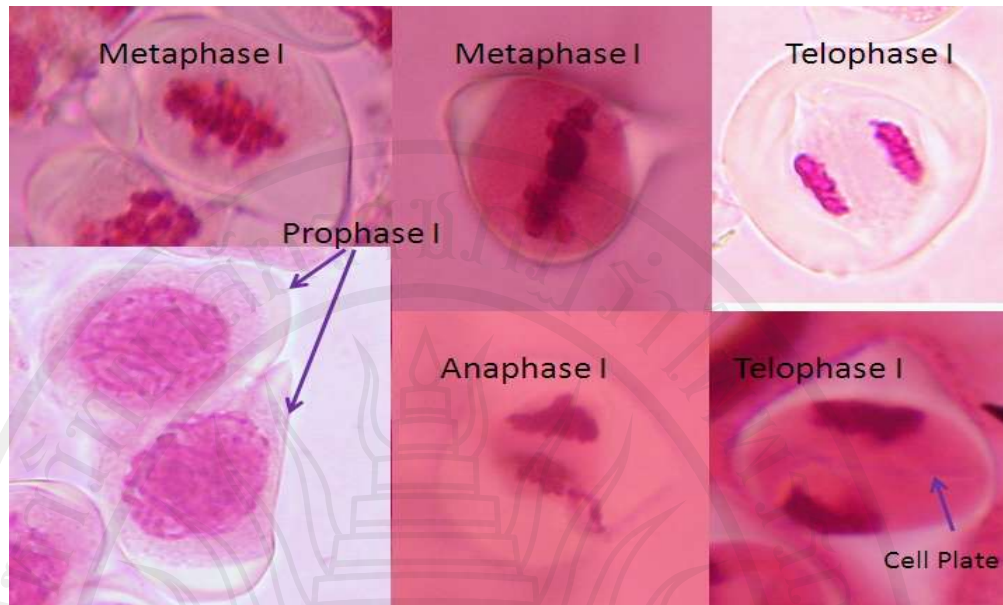 Metaphase I
Metaphase I
Telophase I
Prophase I
Anaphase I
Telophase I
Cell Plate